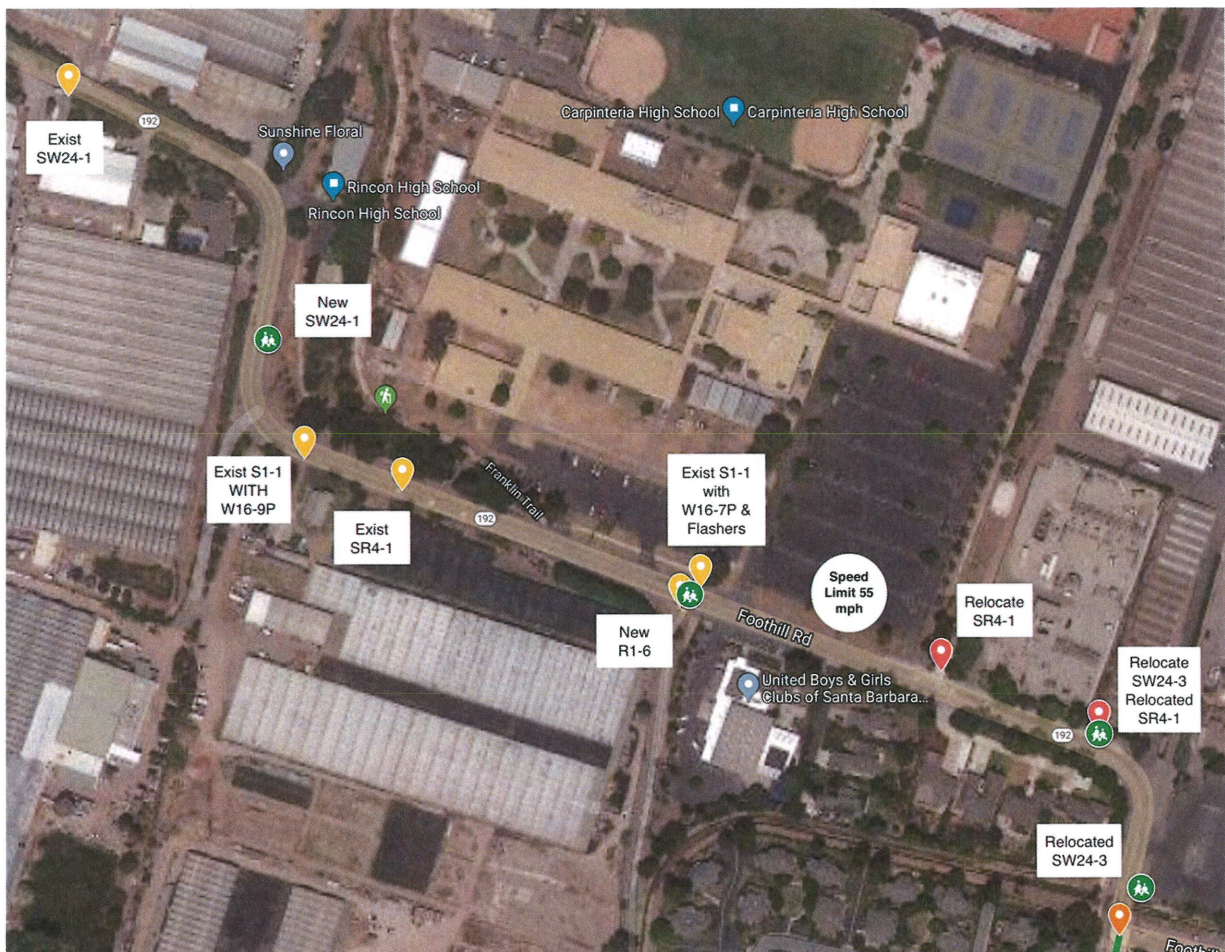 Exist
SW24-1
192
Sunshine Floral
Rincon High School
Rincon High School
Carpinteria High School
Carpinteria High School
New
SW24-1
Exist S1-1
WITH
W16-9P
Exist
SR4-1
Franklin Trail
192
Exist S1-1
with
W16-7P &
Flashers
New
R1-6
Foothill Rd
Speed
Limit 55
mph
United Boys & Girls
Clubs of Santa Barbara...
Relocate
SR4-1
Relocate
SW24-3
Relocated
SR4-1
192
Relocated
SW24-3